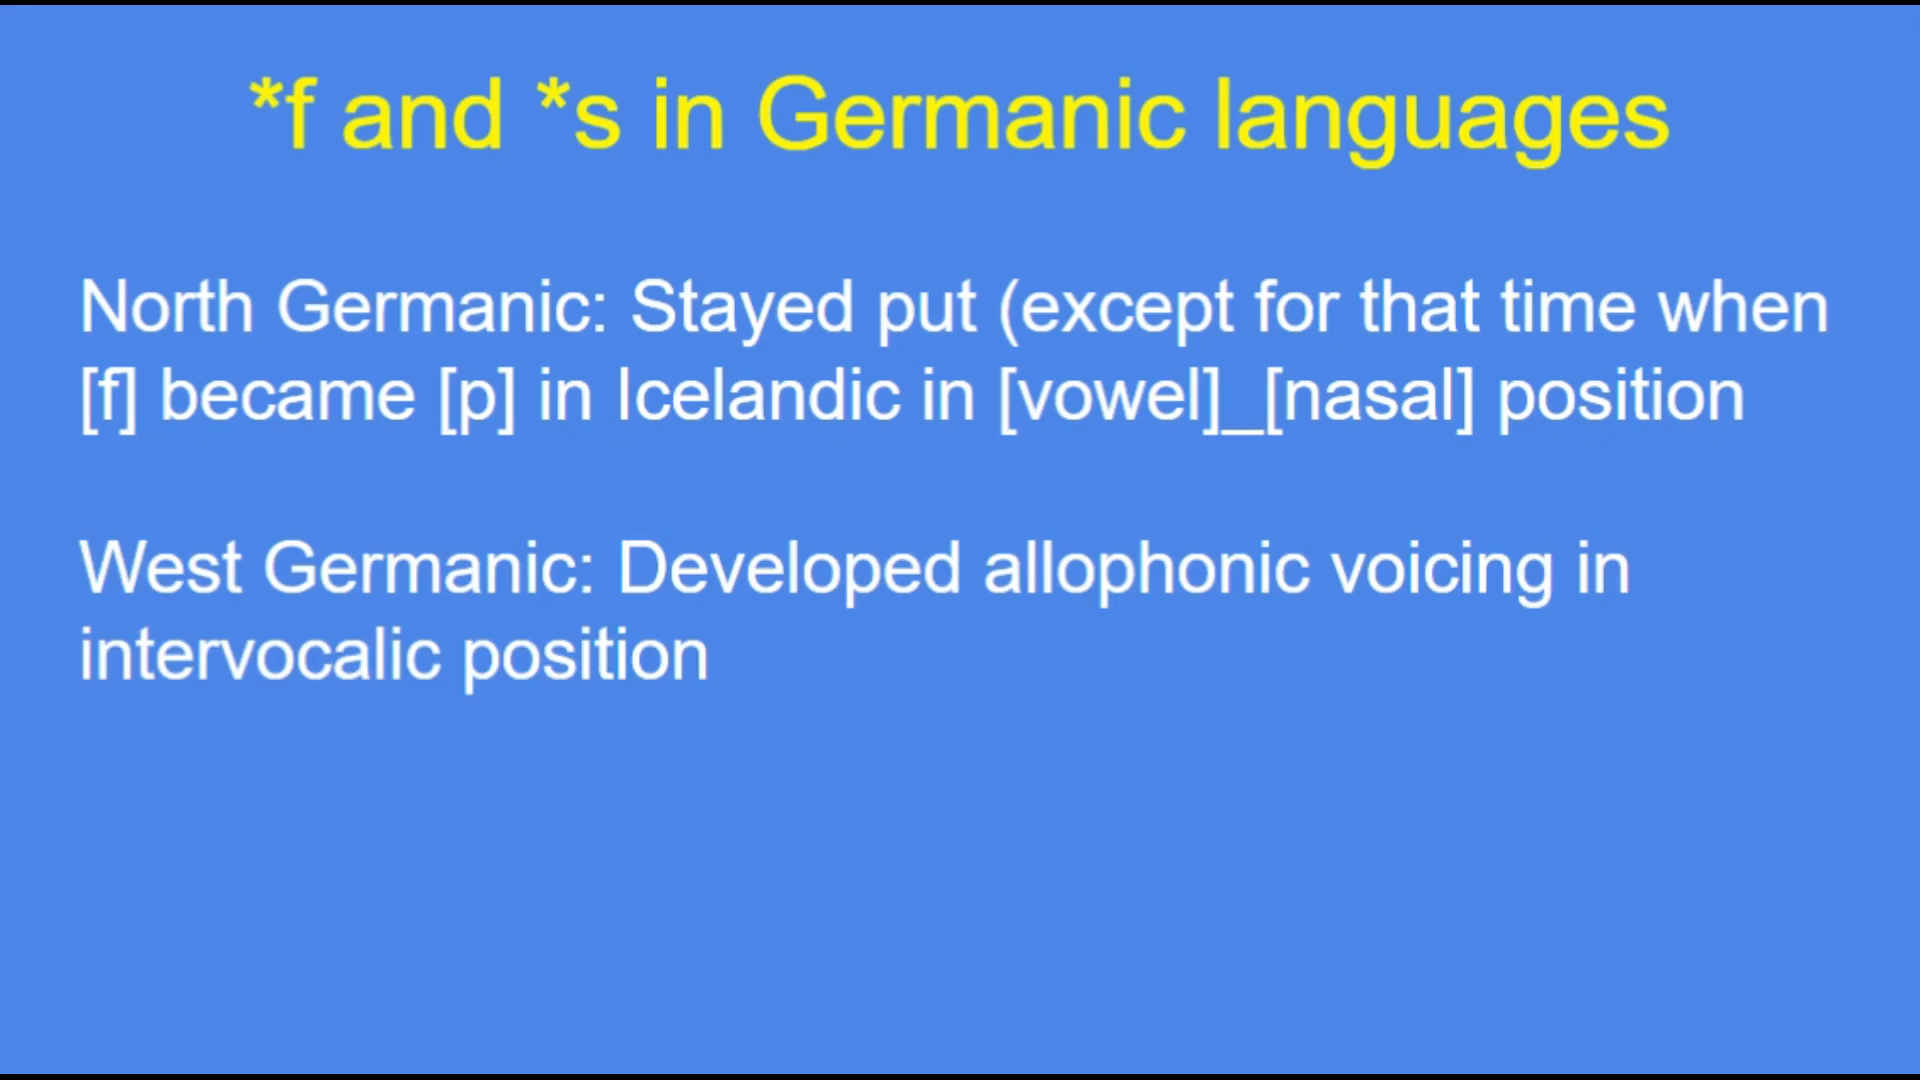 *f and *s in Germanic languages
North Germanic: Stayed put (except for that time when
[f] became [p] in Icelandic in [vowel]_[nasal] position
West Germanic: Developed allophonic voicing in
intervocalic position